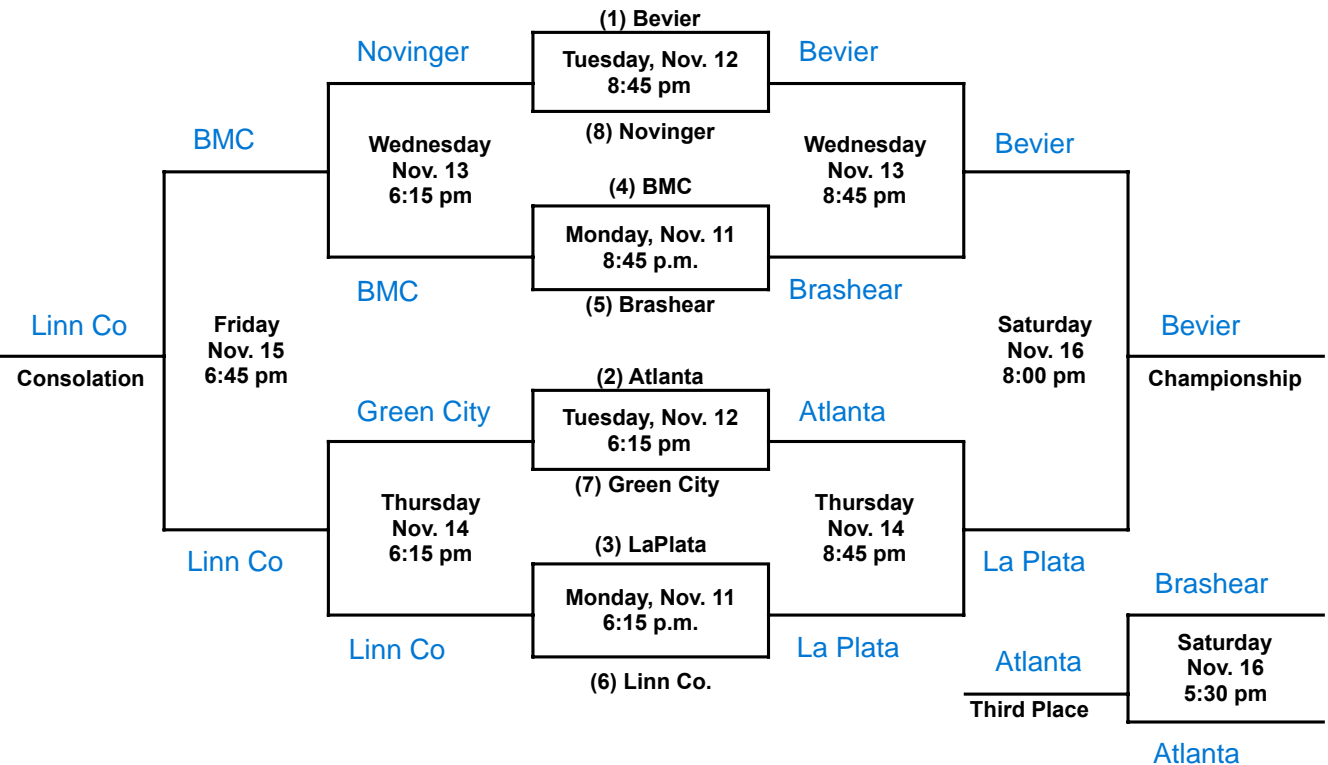 (1) Bevier
Novinger
Tuesday, Nov. 12
8:45 pm
Bevier
(8) Novinger
BMC
Wednesday
Nov. 13
6:15 pm
Wednesday
Nov. 13
8:45 pm
Bevier
(4) BMC
Monday, Nov. 11
8:45 p.m.
BMC
(5) Brashear
Brashear
Linn Co
Consolation
Friday
Nov. 15
6:45 pm
Saturday
Nov. 16
8:00 pm
Bevier
Championship
(2) Atlanta
Green City
Tuesday, Nov. 12
6:15 pm
Atlanta
(7) Green City
Thursday
Nov. 14
6:15 pm
Thursday
Nov. 14
8:45 pm
(3) LaPlata
Linn Co
La Plata
Monday, Nov. 11
6:15 p.m.
Linn Co
La Plata
(6) Linn Co.
Brashear
Saturday
Nov. 16
5:30 pm
Atlanta
Third Place
Atlanta